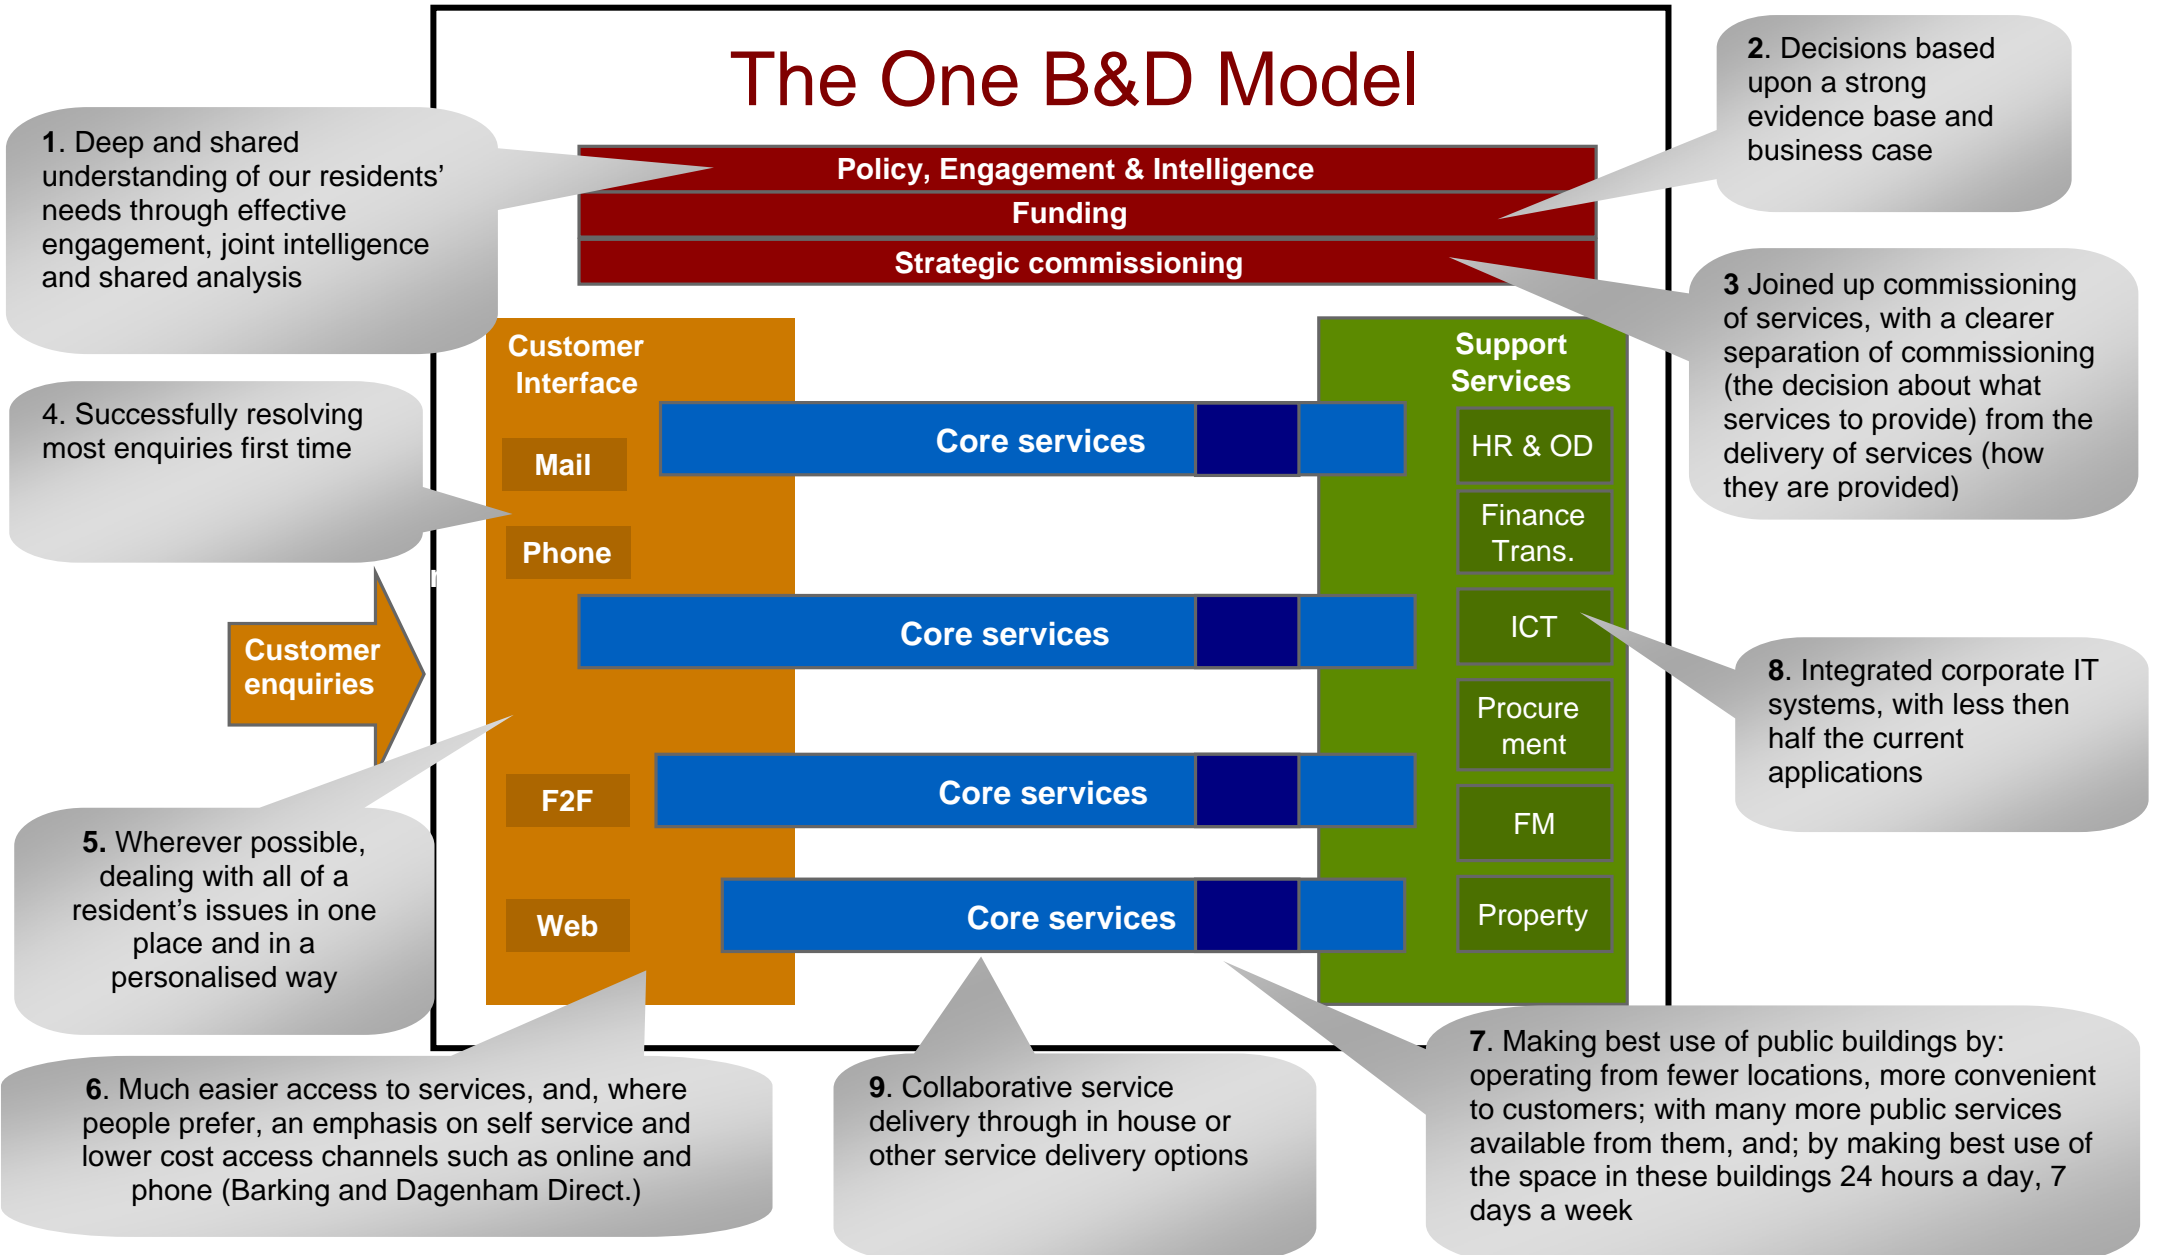 The One B&D Model
1. Deep and shared
understanding of our residents’
needs through effective
engagement, joint intelligence
and shared analysis
2. Decisions based
upon a strong
evidence base and
business case
Policy, Engagement & Intelligence
Funding
Strategic commissioning
3 Joined up commissioning
of services, with a clearer
separation of commissioning
(the decision about what
services to provide) from the
delivery of services (how
they are provided)
4. Successfully resolving
most enquiries first time
Customer
Interface
Mail
Phone
F2F
Web
Core services
Core services
Core services
Core services
Support
Services
HR & OD
Finance
Trans.
ICT
Procure
ment
FM
Property
Customer
enquiries
8. Integrated corporate IT
systems, with less then
half the current
applications
5. Wherever possible,
dealing with all of a
resident’s issues in one
place and in a
personalised way
6. Much easier access to services, and, where
people prefer, an emphasis on self service and
lower cost access channels such as online and
phone (Barking and Dagenham Direct.)
9. Collaborative service
delivery through in house or
other service delivery options
7. Making best use of public buildings by:
operating from fewer locations, more convenient
to customers; with many more public services
available from them, and; by making best use of
the space in these buildings 24 hours a day, 7
days a week